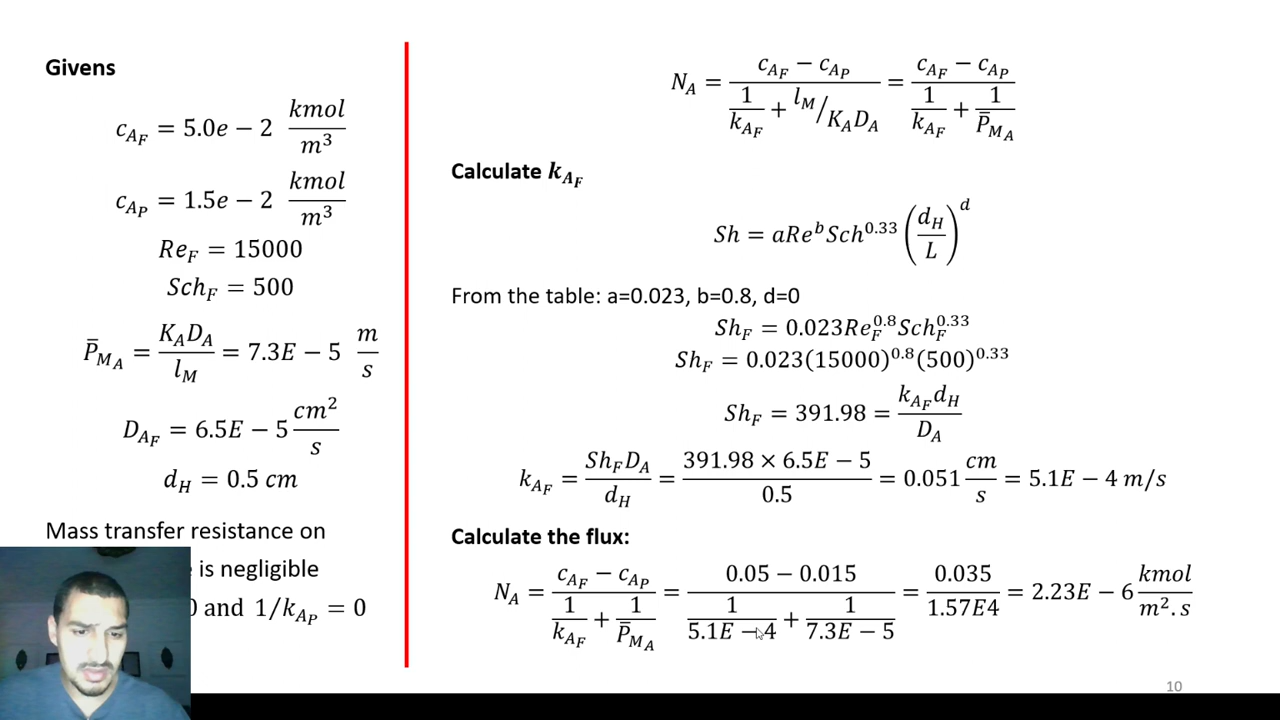 Givens
c_{A_F} = 5.0e − 2 kmol/m³
c_{A_P} = 1.5e − 2 kmol/m³
Re_F = 15000
Sch_F = 500
P̄_{M_A} = K_A D_A / l_M = 7.3E − 5 m/s
D_{A_F} = 6.5E − 5 cm²/s
d_H = 0.5 cm
Mass transfer resistance on
is negligible
0 and 1/k_{A_P} = 0
N_A = (c_{A_F} − c_{A_P}) / (1/k_{A_F} + l_M/K_A D_A) = (c_{A_F} − c_{A_P}) / (1/k_{A_F} + 1/P̄_{M_A})
Calculate k_{A_F}
Sh = aRe^b Sch^{0.33} (d_H/L)^d
From the table: a=0.023, b=0.8, d=0
Sh_F = 0.023Re_F^{0.8} Sch_F^{0.33}
Sh_F = 0.023(15000)^{0.8}(500)^{0.33}
Sh_F = 391.98 = k_{A_F} d_H / D_A
k_{A_F} = Sh_F D_A / d_H = (391.98 × 6.5E − 5) / 0.5 = 0.051 cm/s = 5.1E − 4 m/s
Calculate the flux:
N_A = (c_{A_F} − c_{A_P}) / (1/k_{A_F} + 1/P̄_{M_A}) = (0.05 − 0.015) / (1/(5.1E − 4) + 1/(7.3E − 5)) = 0.035 / 1.57E4 = 2.23E − 6 kmol/m².s
10